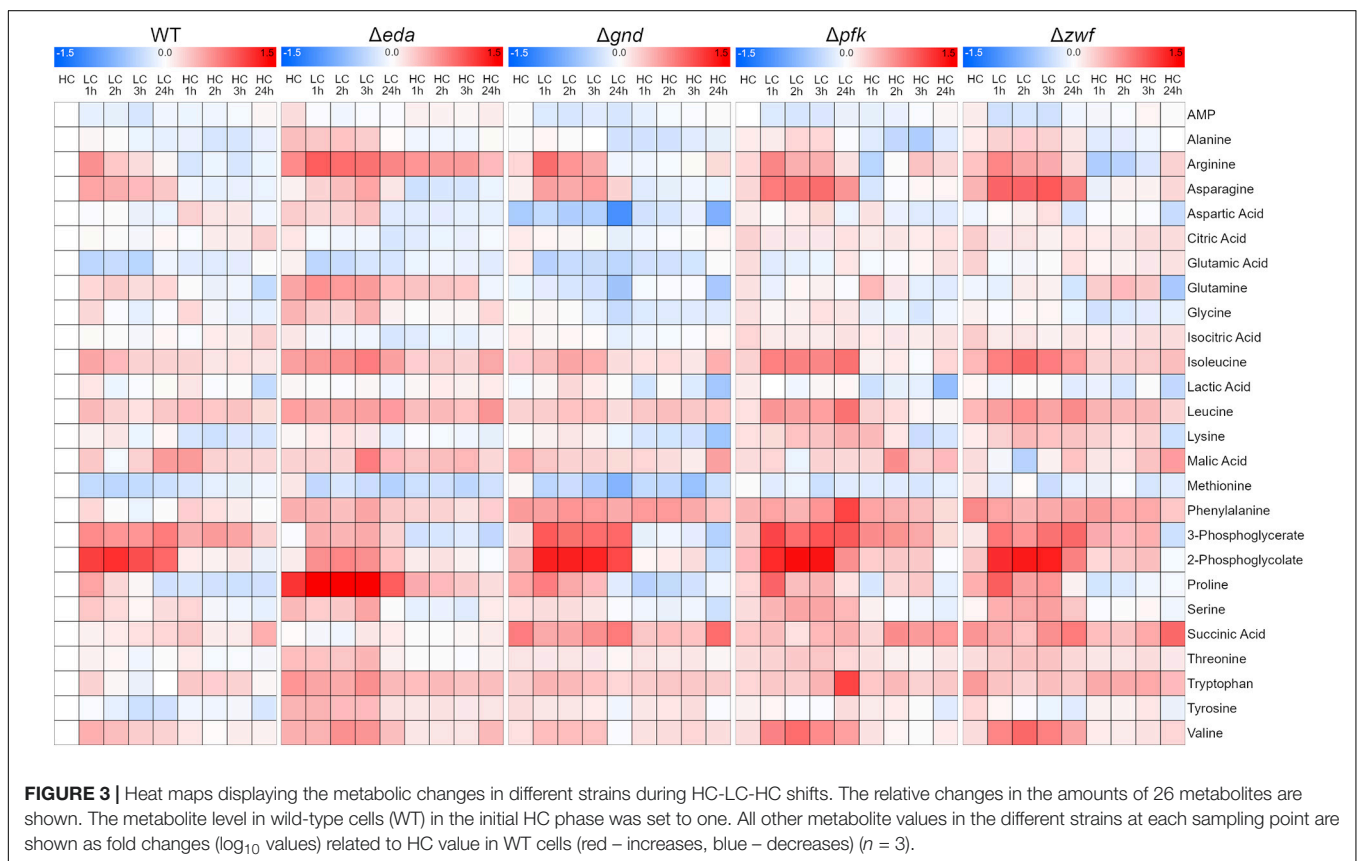 WT Δeda Δgnd Δpfk Δzwf
-1.5 0.0 1.5 -1.5 0.0 1.5 -1.5 0.0 1.5 -1.5 0.0 1.5 -1.5 0.0 1.5
HC LC LC LC LC HC HC HC HC HC LC LC LC LC HC HC HC HC HC LC LC LC LC HC HC HC HC HC LC LC LC LC HC HC HC HC HC LC LC LC LC HC HC HC HC
1h 2h 3h 24h 1h 2h 3h 24h 1h 2h 3h 24h 1h 2h 3h 24h 1h 2h 3h 24h 1h 2h 3h 24h 1h 2h 3h 24h 1h 2h 3h 24h 1h 2h 3h 24h 1h 2h 3h 24h
AMP
Alanine
Arginine
Asparagine
Aspartic Acid
Citric Acid
Glutamic Acid
Glutamine
Glycine
Isocitric Acid
Isoleucine
Lactic Acid
Leucine
Lysine
Malic Acid
Methionine
Phenylalanine
3-Phosphoglycerate
2-Phosphoglycolate
Proline
Serine
Succinic Acid
Threonine
Tryptophan
Tyrosine
Valine
FIGURE 3 | Heat maps displaying the metabolic changes in different strains during HC-LC-HC shifts. The relative changes in the amounts of 26 metabolites are
shown. The metabolite level in wild-type cells (WT) in the initial HC phase was set to one. All other metabolite values in the different strains at each sampling point are
shown as fold changes (log10 values) related to HC value in WT cells (red – increases, blue – decreases) (n = 3).